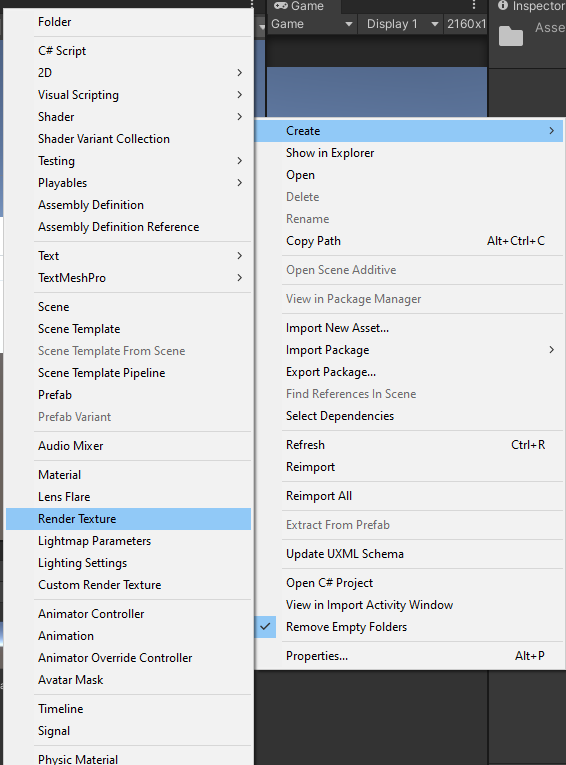 Folder
C# Script
2D
Visual Scripting
Shader
Shader Variant Collection
Testing
Playables
Assembly Definition
Assembly Definition Reference
Text
TextMeshPro
Scene
Scene Template
Scene Template From Scene
Scene Template Pipeline
Prefab
Prefab Variant
Audio Mixer
Material
Lens Flare
Render Texture
Lightmap Parameters
Lighting Settings
Custom Render Texture
Animator Controller
Animation
Animator Override Controller
Avatar Mask
Timeline
Signal
Physic Material
Game
Game Display 1 2160x1
Inspector
Asse
Create
Show in Explorer
Open
Delete
Rename
Copy Path Alt+Ctrl+C
Open Scene Additive
View in Package Manager
Import New Asset...
Import Package
Export Package...
Find References In Scene
Select Dependencies
Refresh Ctrl+R
Reimport
Reimport All
Extract From Prefab
Update UXML Schema
Open C# Project
View in Import Activity Window
Remove Empty Folders
Properties... Alt+P